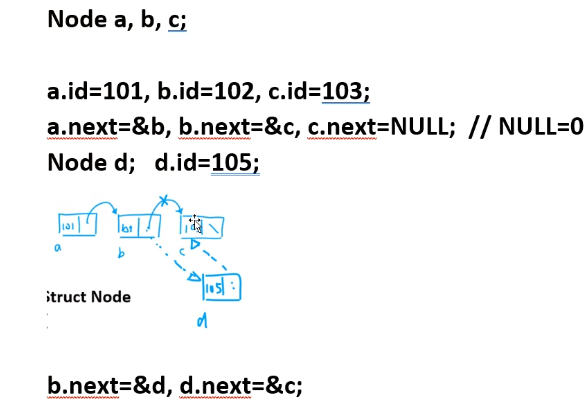 Node a, b, c;
a.id=101, b.id=102, c.id=103;
a.next=&b, b.next=&c, c.next=NULL; // NULL=0
Node d; d.id=105;
101
a
b
c
105
Struct Node
d
b.next=&d, d.next=&c;